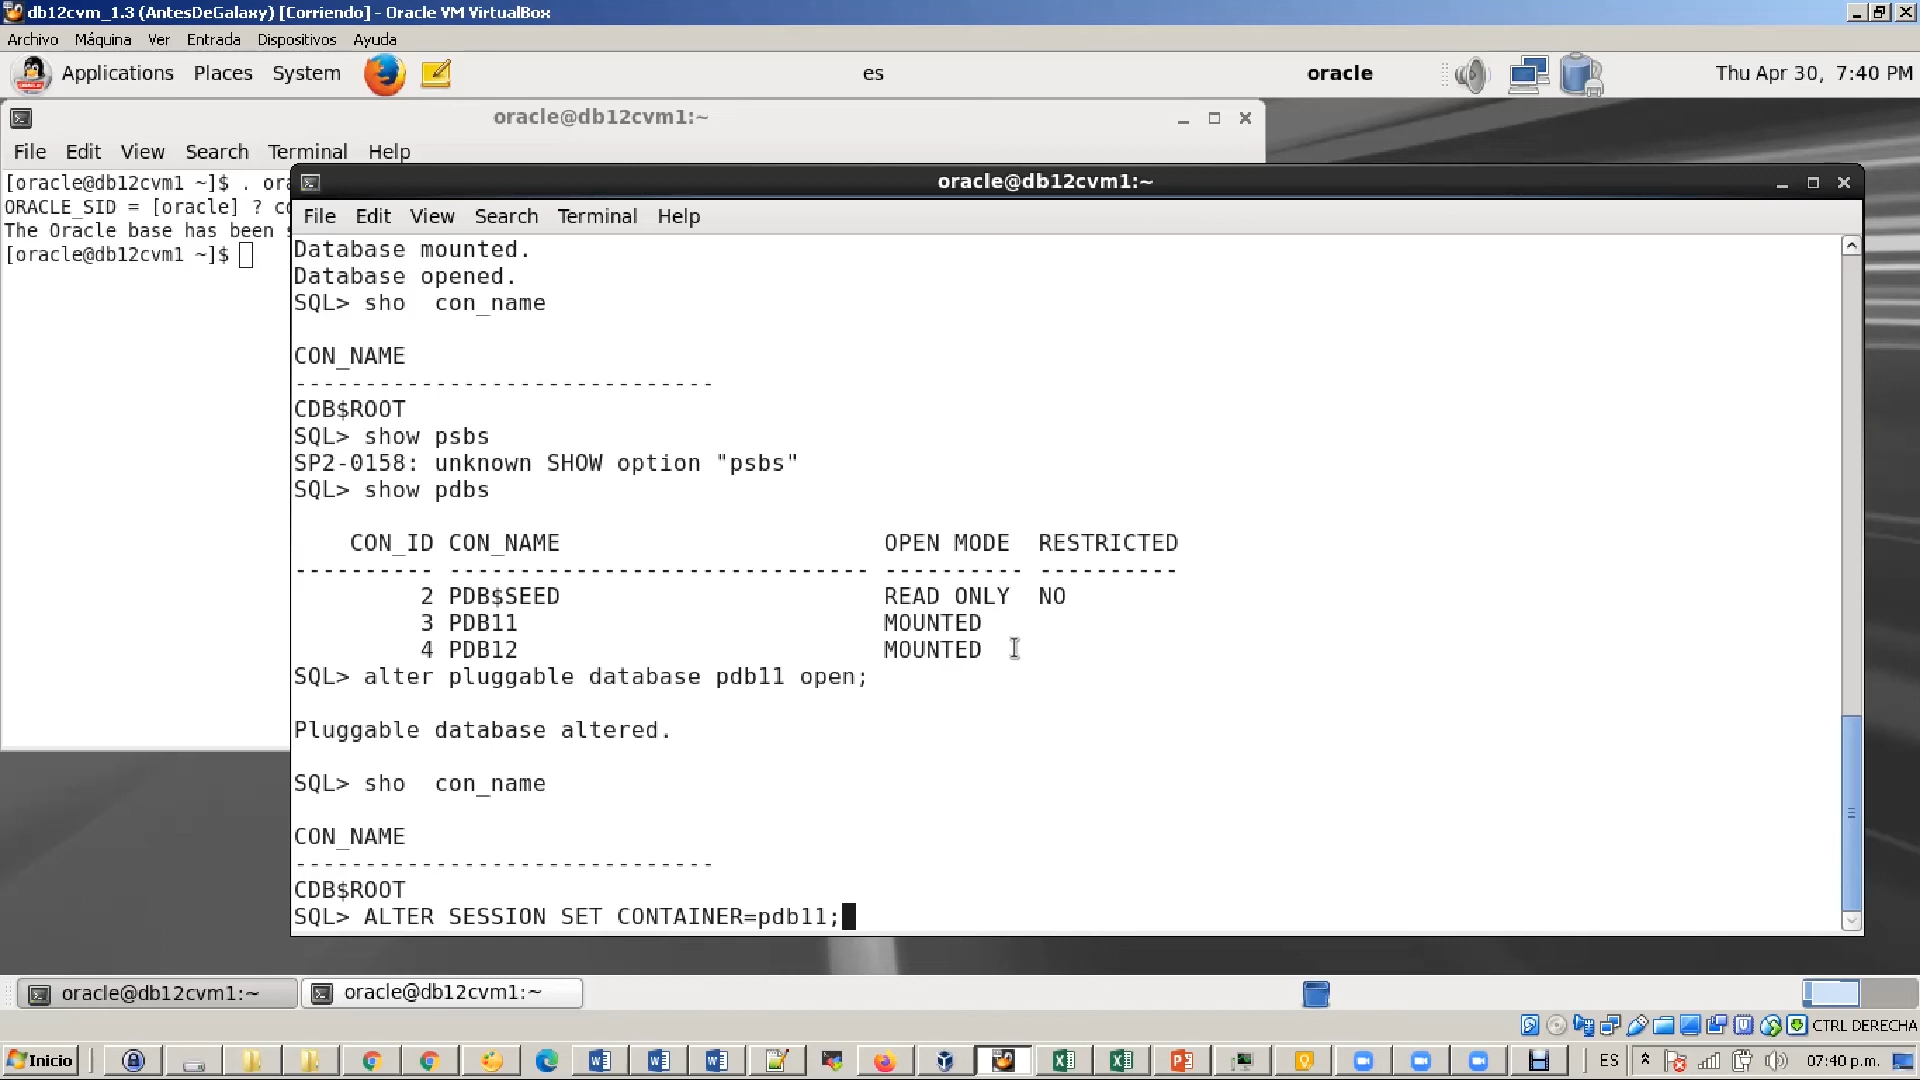 db12cvm_1.3 (AntesDeGalaxy) [Corriendo] - Oracle VM VirtualBox
Archivo Máquina Ver Entrada Dispositivos Ayuda
Applications Places System es oracle Thu Apr 30, 7:40 PM
oracle@db12cvm1:~
File Edit View Search Terminal Help
[oracle@db12cvm1 ~]$ . ora
ORACLE_SID = [oracle] ? c
The Oracle base has been
[oracle@db12cvm1 ~]$
oracle@db12cvm1:~
File Edit View Search Terminal Help
Database mounted.
Database opened.
SQL> sho  con_name
CON_NAME
------------------------------
CDB$ROOT
SQL> show psbs
SP2-0158: unknown SHOW option "psbs"
SQL> show pdbs
CON_ID CON_NAME OPEN MODE RESTRICTED
---------- ------------------------------ ---------- ----------
2 PDB$SEED READ ONLY NO
3 PDB11 MOUNTED
4 PDB12 MOUNTED
SQL> alter pluggable database pdb11 open;
Pluggable database altered.
SQL> sho  con_name
CON_NAME
------------------------------
CDB$ROOT
SQL> ALTER SESSION SET CONTAINER=pdb11;
oracle@db12cvm1:~ oracle@db12cvm1:~
CTRL DERECHA
Inicio ES 07:40 p.m.